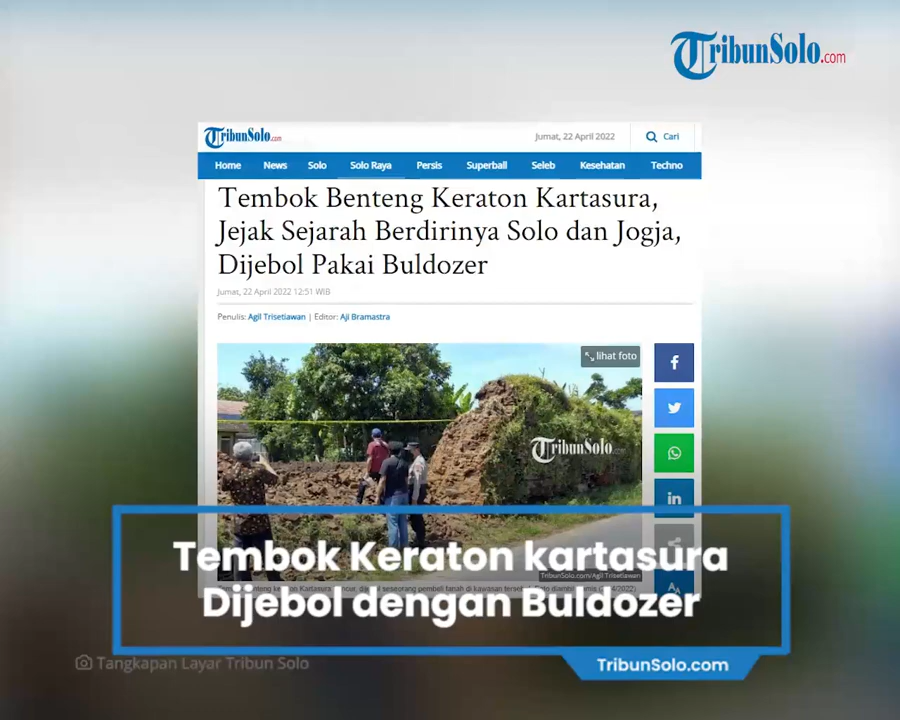 TribunSolo.com
TribunSolo.com
Jumat, 22 April 2022
Cari
Home News Solo Solo Raya Persis Superball Seleb Kesehatan Techno
Tembok Benteng Keraton Kartasura,
Jejak Sejarah Berdirinya Solo dan Jogja,
Dijebol Pakai Buldozer
Jumat, 22 April 2022 12:51 WIB
Penulis: Agil Trisetiawan | Editor: Aji Bramastra
lihat foto
TribunSolo.com
Tembok Keraton kartasura
TribunSolo.com/Agil Trisetiawan
Dijebol dengan Buldozer
Tangkapan Layar Tribun Solo
TribunSolo.com